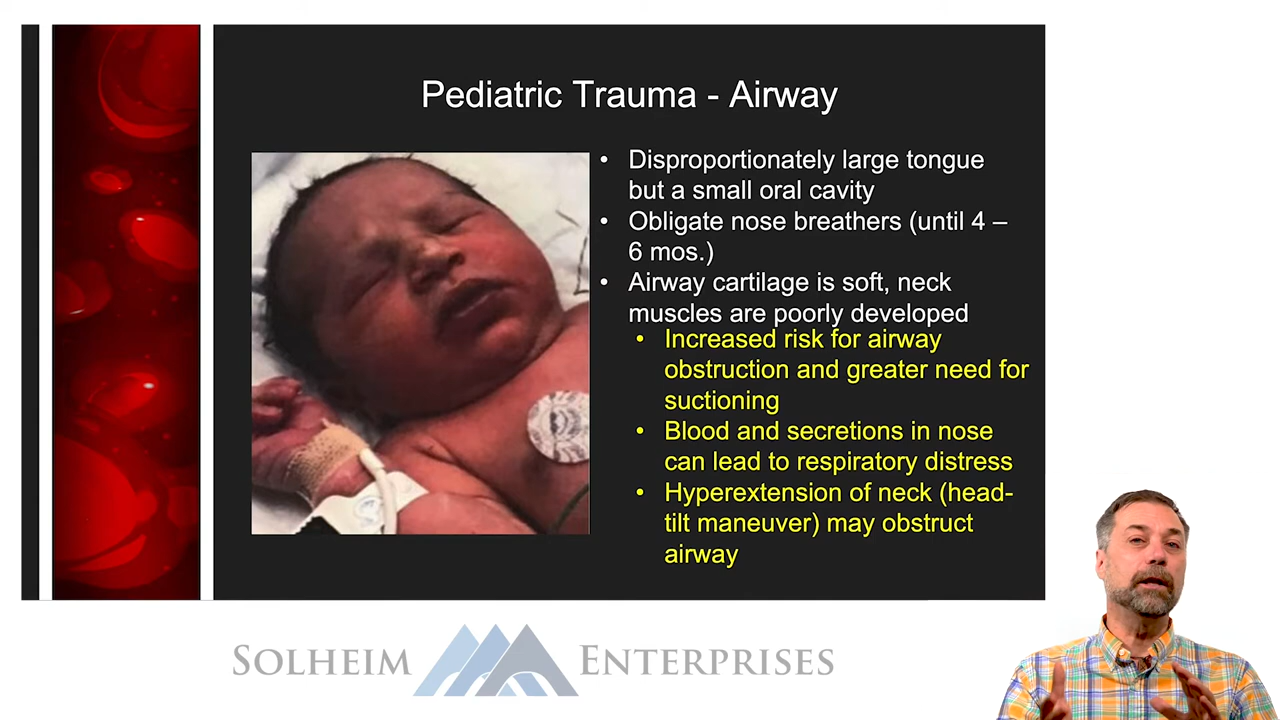 Pediatric Trauma - Airway
• Disproportionately large tongue
but a small oral cavity
• Obligate nose breathers (until 4 –
6 mos.)
• Airway cartilage is soft, neck
muscles are poorly developed
• Increased risk for airway
obstruction and greater need for
suctioning
• Blood and secretions in nose
can lead to respiratory distress
• Hyperextension of neck (head-
tilt maneuver) may obstruct
airway
SOLHEIM ENTERPRISES